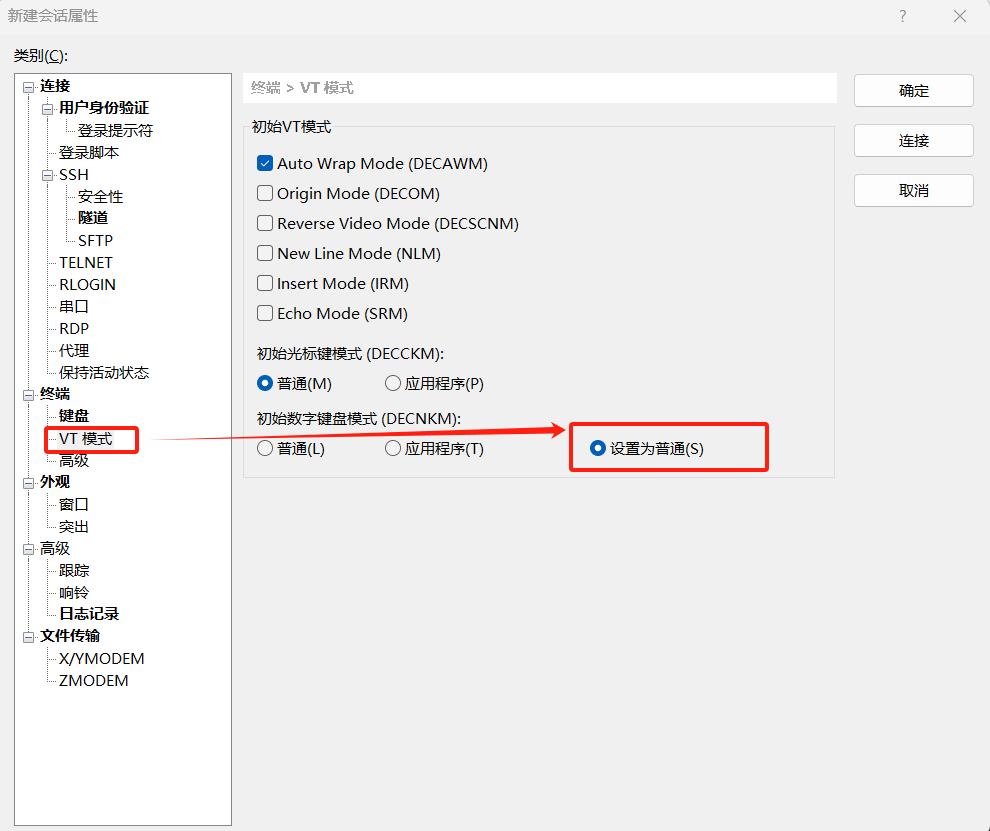 新建会话属性
类别(C):
连接
用户身份验证
登录提示符
登录脚本
SSH
安全性
隧道
SFTP
TELNET
RLOGIN
串口
RDP
代理
保持活动状态
终端
键盘
VT 模式
高级
外观
窗口
突出
高级
跟踪
响铃
日志记录
文件传输
X/YMODEM
ZMODEM
终端 > VT 模式
初始VT模式
Auto Wrap Mode (DECAWM)
Origin Mode (DECOM)
Reverse Video Mode (DECSCNM)
New Line Mode (NLM)
Insert Mode (IRM)
Echo Mode (SRM)
初始光标键模式 (DECCKM):
普通(M) 应用程序(P)
初始数字键盘模式 (DECNKM):
普通(L) 应用程序(T) 设置为普通(S)
确定
连接
取消